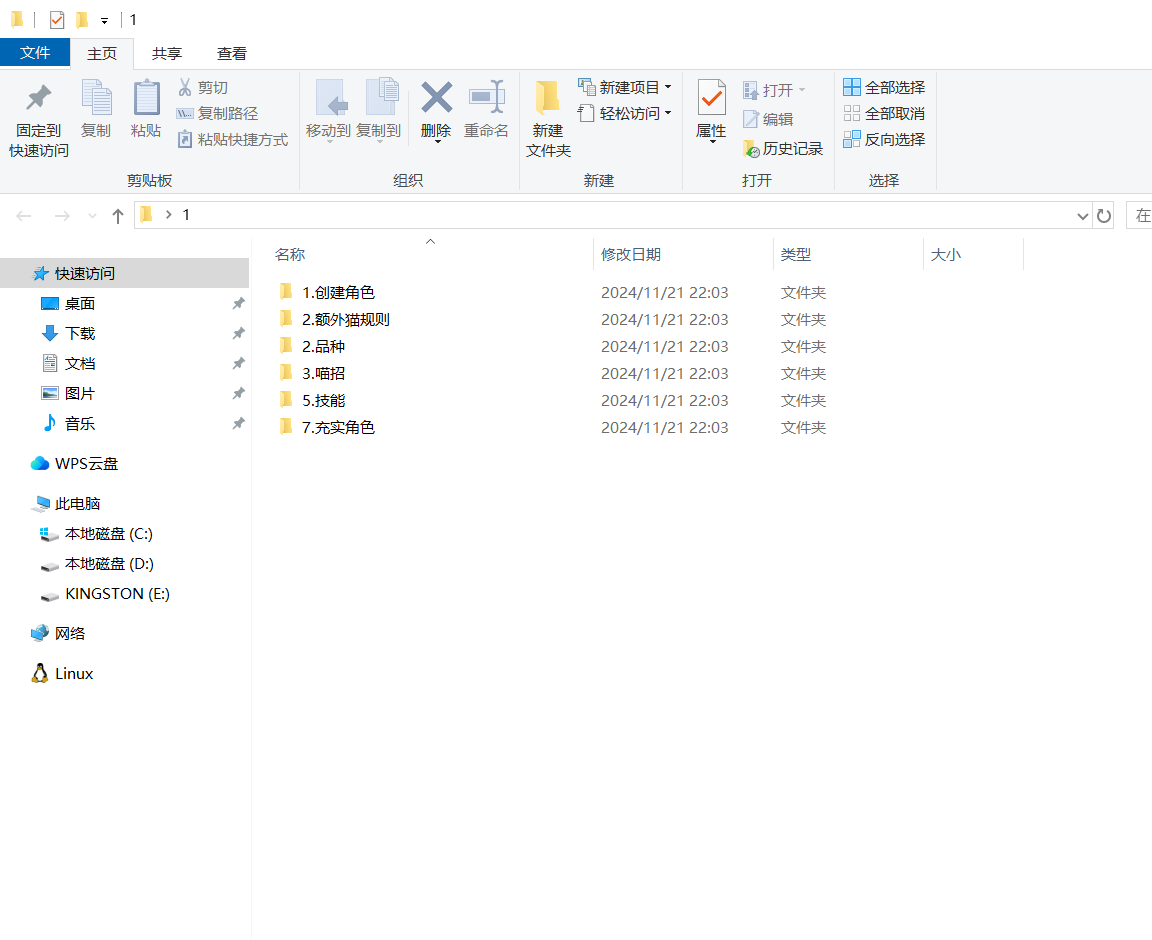 1
文件 主页 共享 查看
固定到
快速访问
复制
粘贴
剪切
复制路径
粘贴快捷方式
剪贴板
移动到 复制到 删除 重命名
组织
新建
文件夹
新建项目
轻松访问
新建
属性
打开
编辑
历史记录
打开
全部选择
全部取消
反向选择
选择
1
在
名称 修改日期 类型 大小
快速访问
桌面
下载
文档
图片
音乐
WPS云盘
此电脑
本地磁盘 (C:)
本地磁盘 (D:)
KINGSTON (E:)
网络
Linux
1.创建角色 2024/11/21 22:03 文件夹
2.额外猫规则 2024/11/21 22:03 文件夹
2.品种 2024/11/21 22:03 文件夹
3.喵招 2024/11/21 22:03 文件夹
5.技能 2024/11/21 22:03 文件夹
7.充实角色 2024/11/21 22:03 文件夹